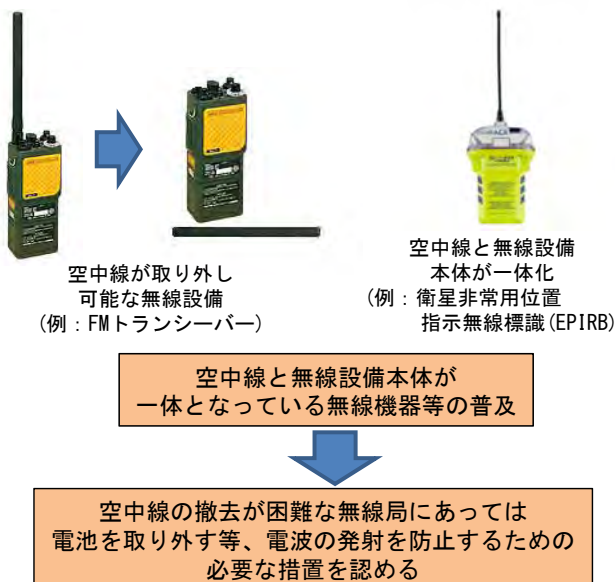 空中線が取り外し
可能な無線設備
(例：FMトランシーバー)
空中線と無線設備
本体が一体化
(例：衛星非常用位置
指示無線標識(EPIRB)
空中線と無線設備本体が
一体となっている無線機器等の普及
空中線の撤去が困難な無線局にあっては
電池を取り外す等、電波の発射を防止するための
必要な措置を認める